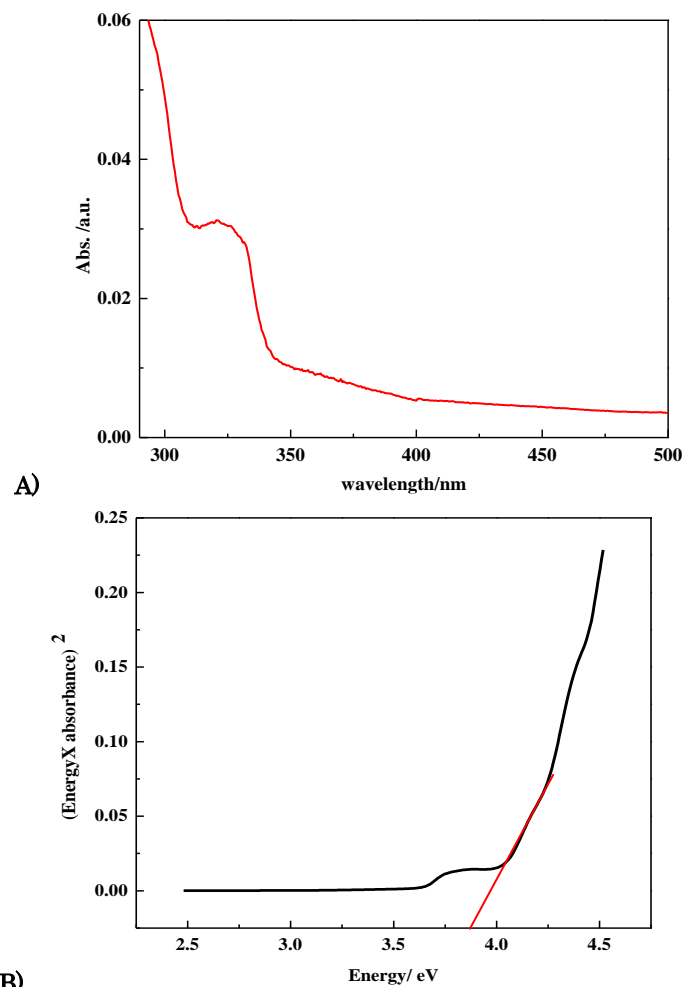 0.06
0.04
0.02
0.00
Abs. /a.u.
300 350 400 450 500
wavelength/nm
A)
0.25
0.20
0.15
0.10
0.05
0.00
(EnergyX absorbance) 2
2.5 3.0 3.5 4.0 4.5
Energy/ eV
B)